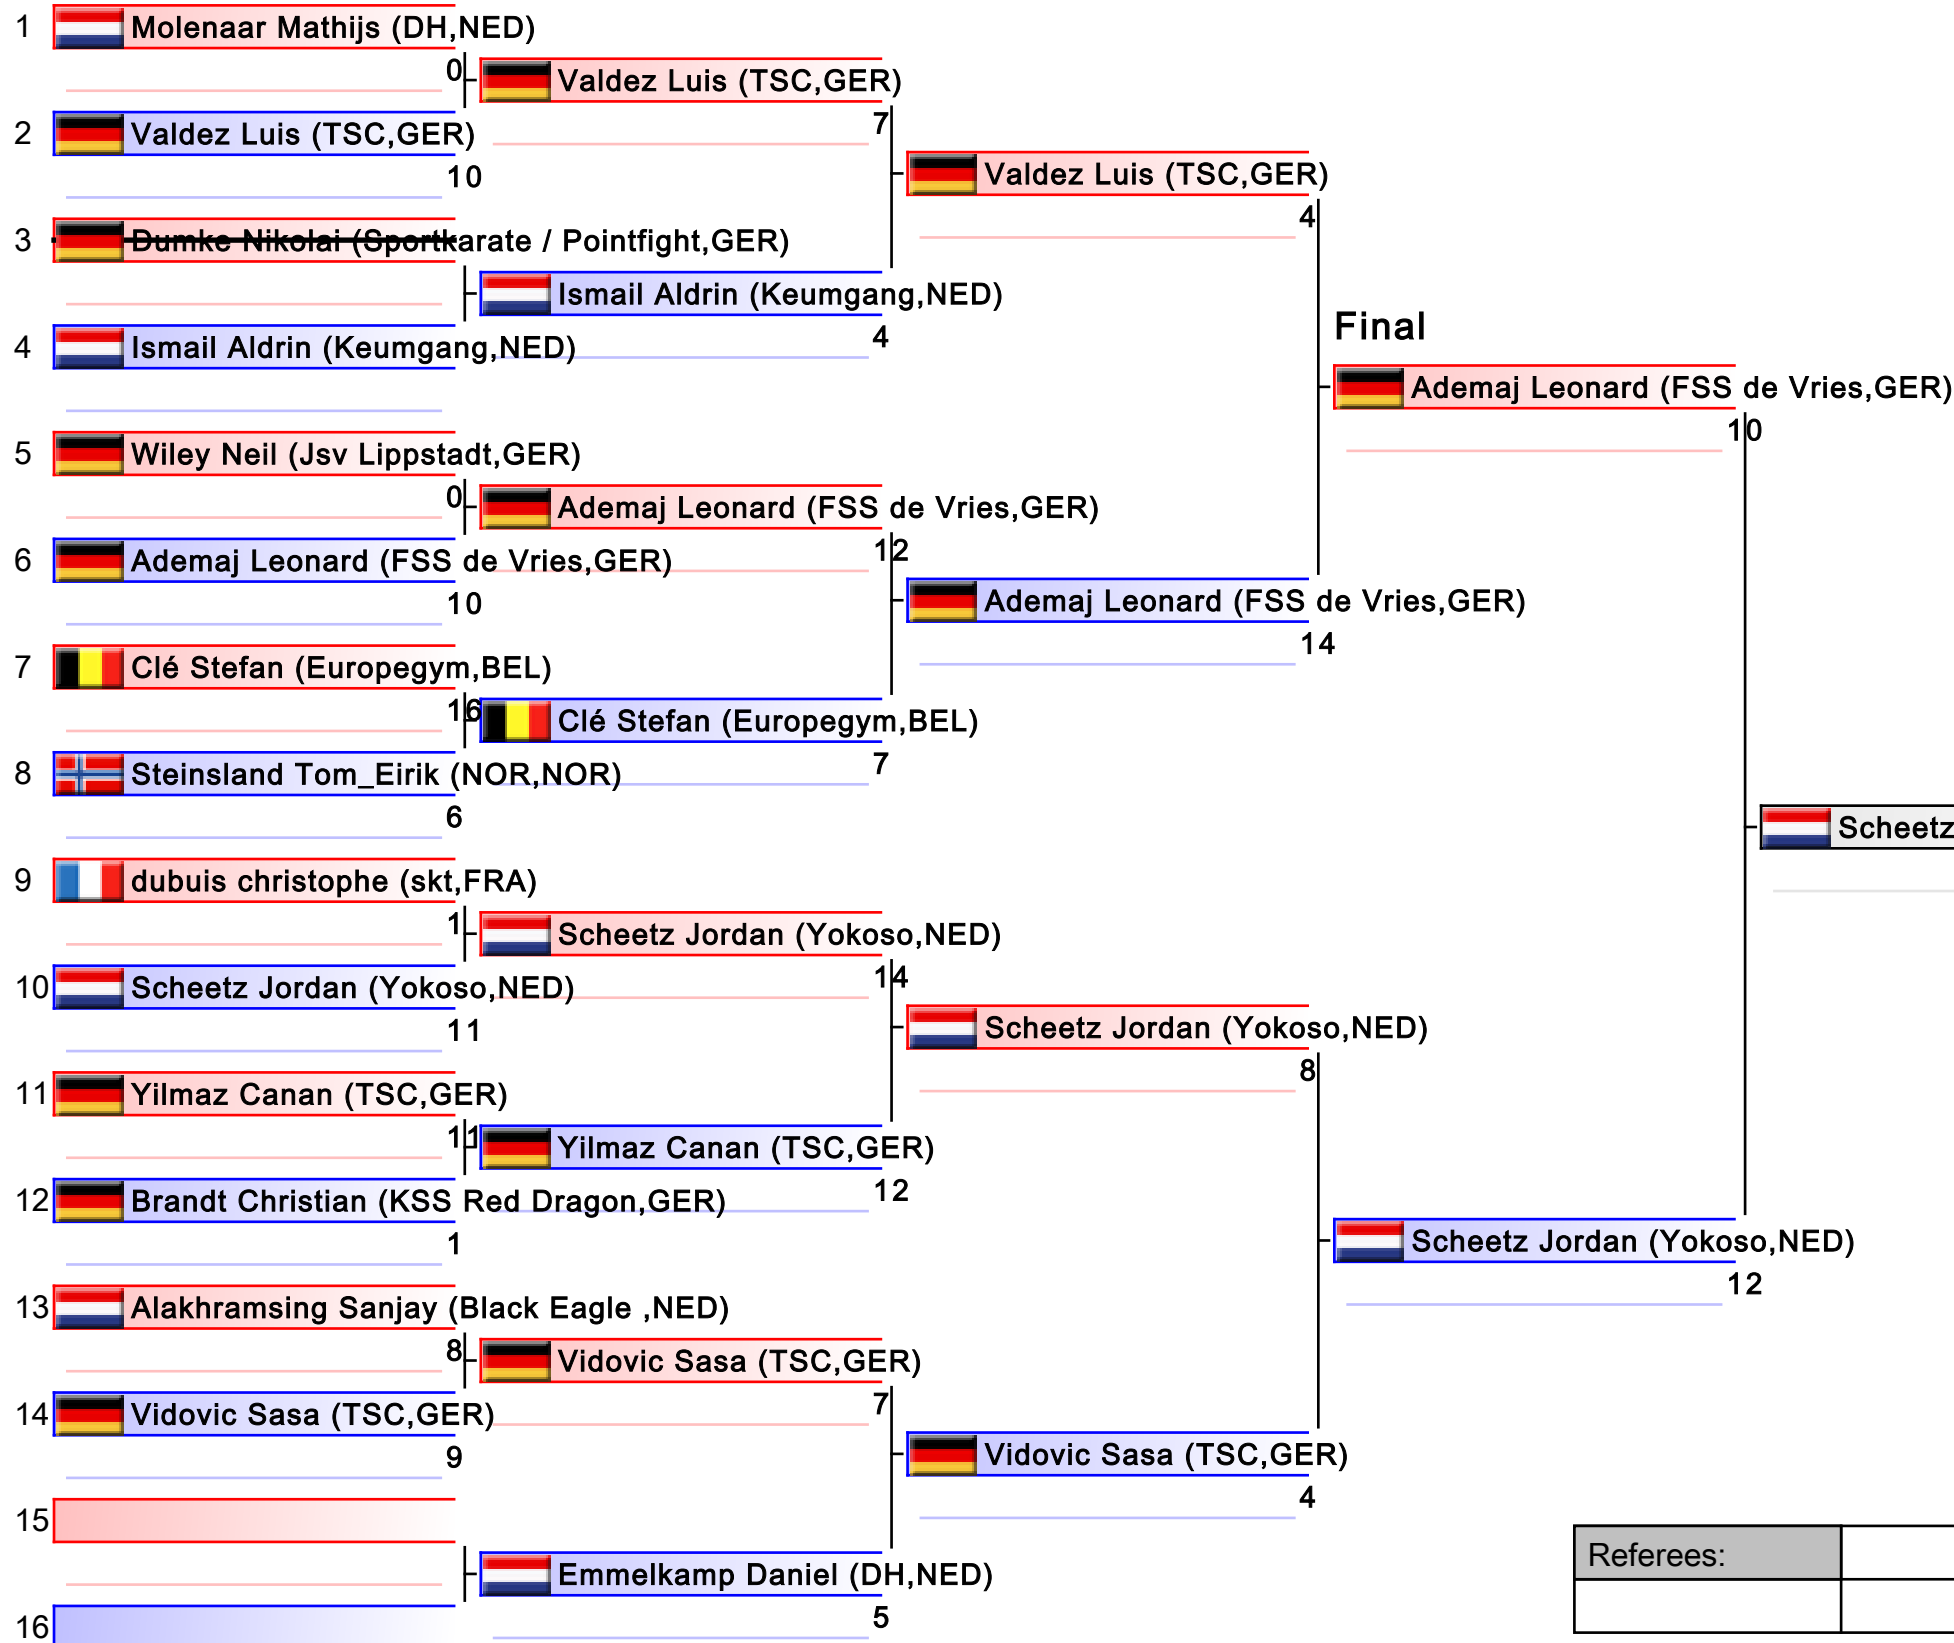 1 Molenaar Mathijs (DH,NED)
0
Valdez Luis (TSC,GER)
7
2 Valdez Luis (TSC,GER)
10
Valdez Luis (TSC,GER)
4
3 Dumke Nikolai (Sportkarate / Pointfight,GER)
Ismail Aldrin (Keumgang,NED)
4
4 Ismail Aldrin (Keumgang,NED)
Final
Ademaj Leonard (FSS de Vries,GER)
10
5 Wiley Neil (Jsv Lippstadt,GER)
0
Ademaj Leonard (FSS de Vries,GER)
12
6 Ademaj Leonard (FSS de Vries,GER)
10
Ademaj Leonard (FSS de Vries,GER)
14
7 Clé Stefan (Europegym,BEL)
16
Clé Stefan (Europegym,BEL)
7
8 Steinsland Tom_Eirik (NOR,NOR)
6
Scheetz
9 dubuis christophe (skt,FRA)
1
Scheetz Jordan (Yokoso,NED)
14
10 Scheetz Jordan (Yokoso,NED)
11
Scheetz Jordan (Yokoso,NED)
8
11 Yilmaz Canan (TSC,GER)
11
Yilmaz Canan (TSC,GER)
12
12 Brandt Christian (KSS Red Dragon,GER)
1
Scheetz Jordan (Yokoso,NED)
12
13 Alakhramsing Sanjay (Black Eagle ,NED)
8
Vidovic Sasa (TSC,GER)
7
14 Vidovic Sasa (TSC,GER)
9
Vidovic Sasa (TSC,GER)
4
15
Emmelkamp Daniel (DH,NED)
5
16
Referees: